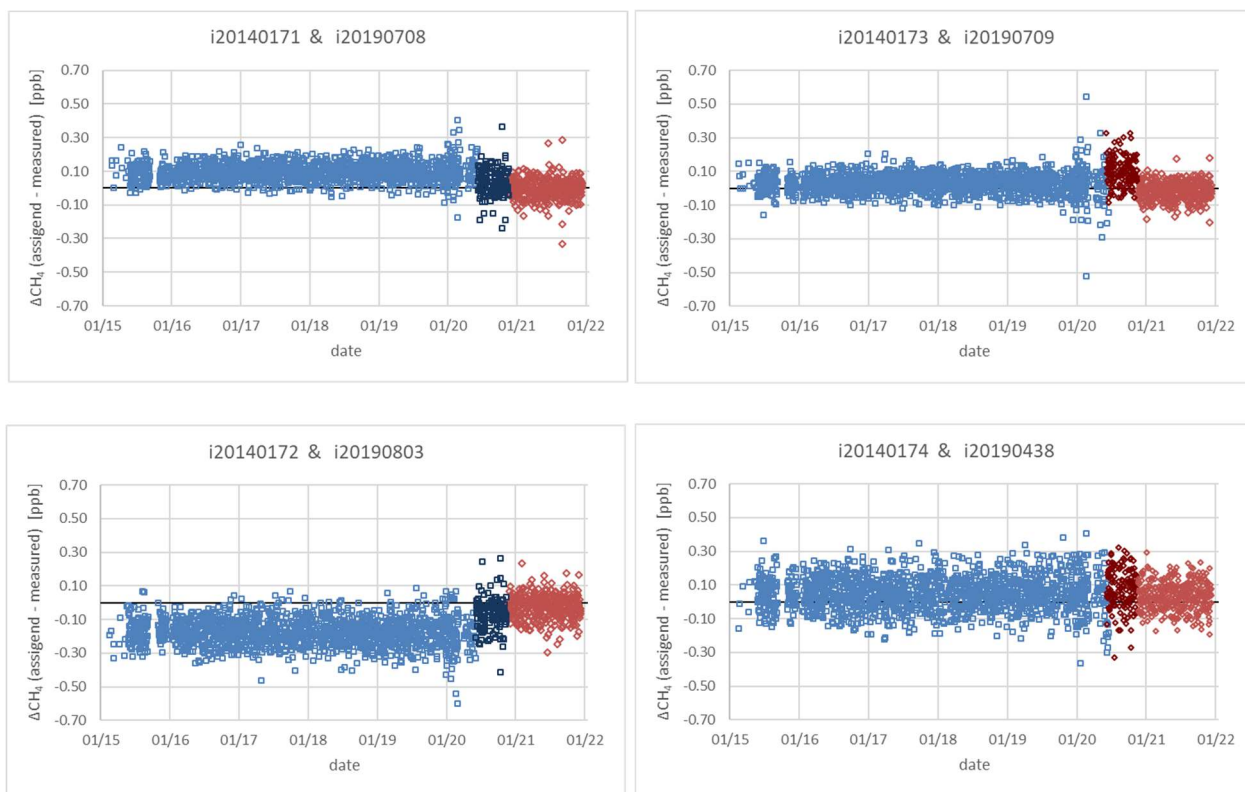 i20140171 & i20190708
ΔCH₄ (assigend - measured) [ppb]
0.70
0.50
0.30
0.10
-0.10
-0.30
-0.50
-0.70
01/15 01/16 01/17 01/18 01/19 01/20 01/21 01/22
date
i20140173 & i20190709
ΔCH₄ (assigend - measured) [ppb]
0.70
0.50
0.30
0.10
-0.10
-0.30
-0.50
-0.70
01/15 01/16 01/17 01/18 01/19 01/20 01/21 01/22
date
i20140172 & i20190803
ΔCH₄ (assigend - measured) [ppb]
0.70
0.50
0.30
0.10
-0.10
-0.30
-0.50
-0.70
01/15 01/16 01/17 01/18 01/19 01/20 01/21 01/22
date
i20140174 & i20190438
ΔCH₄ (assigend - measured) [ppb]
0.70
0.50
0.30
0.10
-0.10
-0.30
-0.50
-0.70
01/15 01/16 01/17 01/18 01/19 01/20 01/21 01/22
date